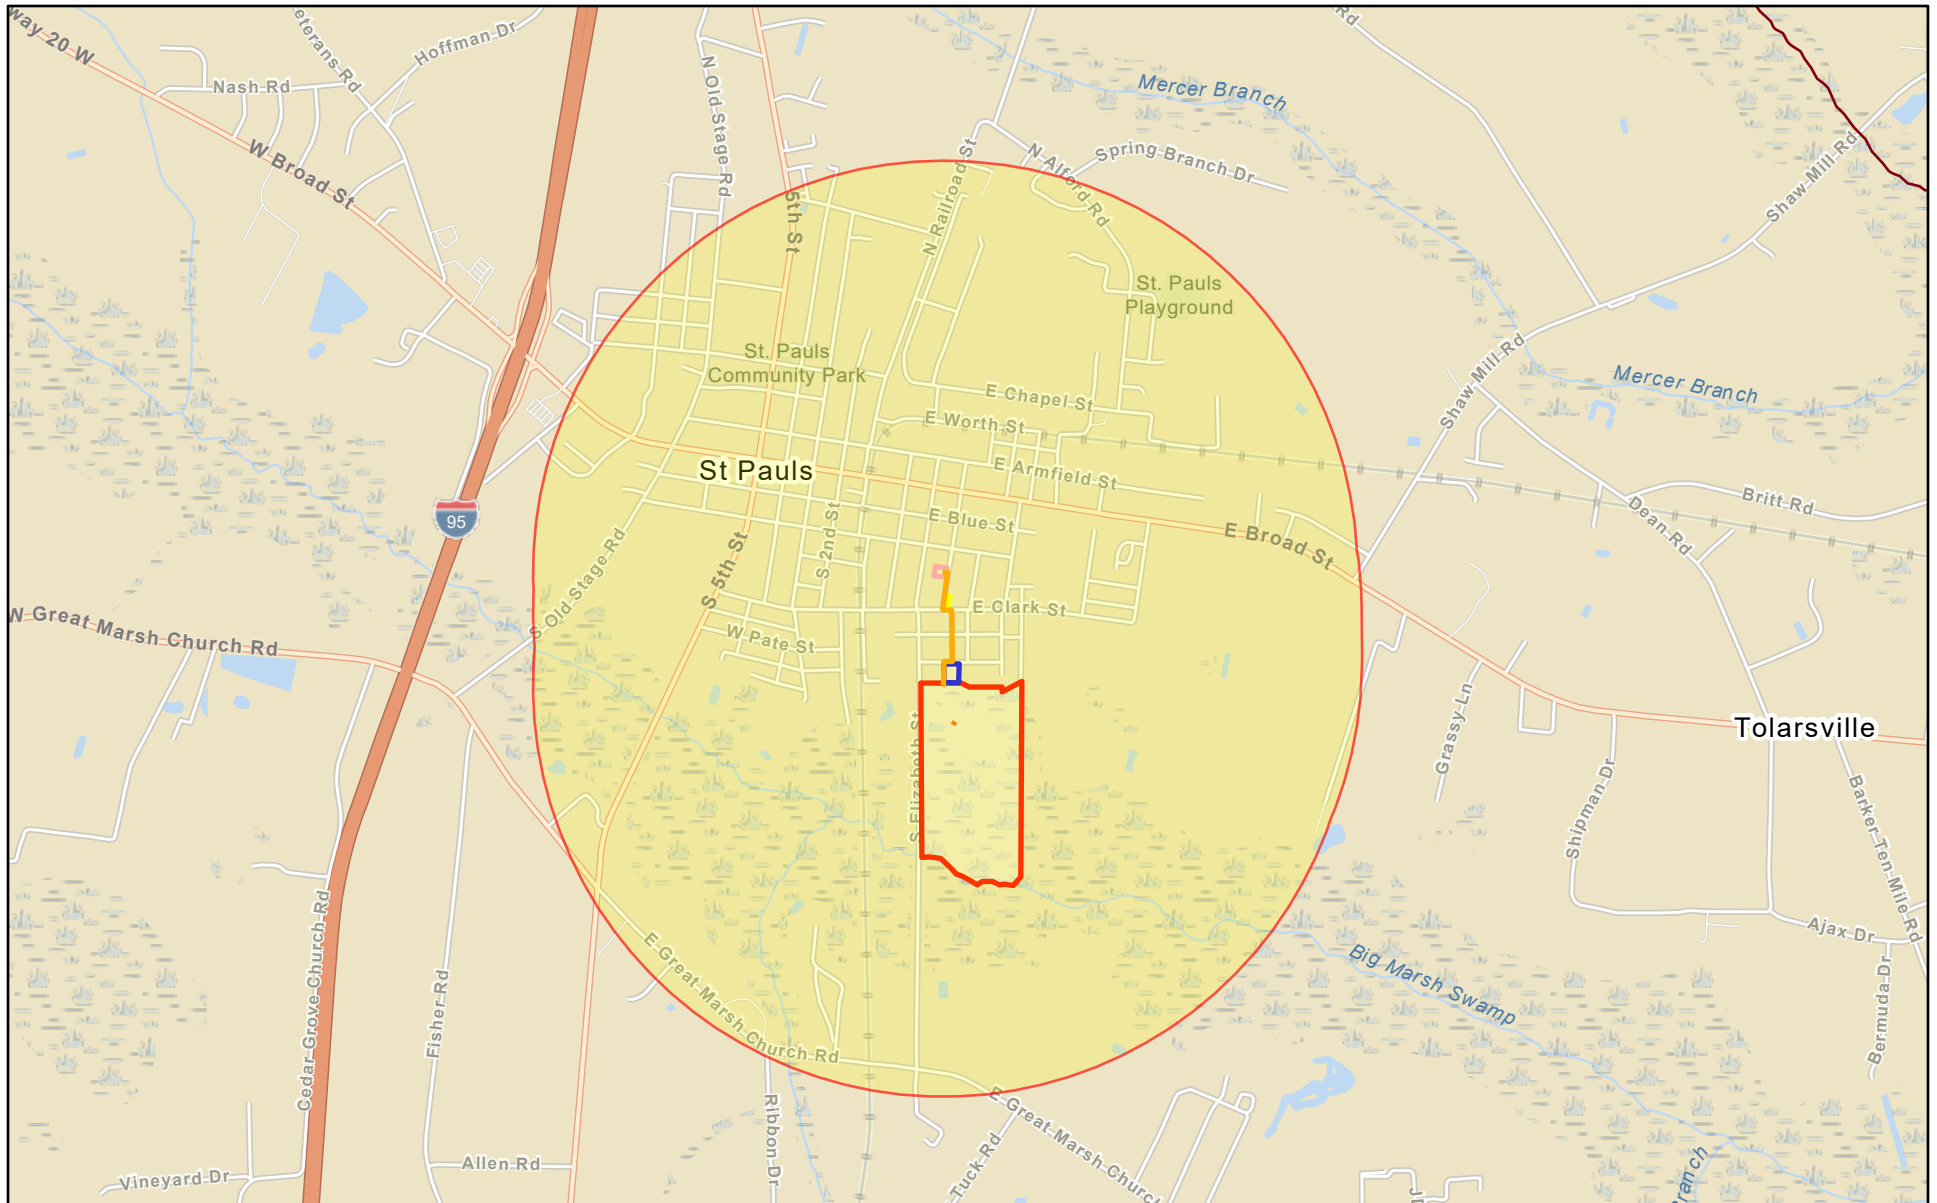 way 20 W
eterans Rd
Hoffman Dr
Nash Rd
N Old Stage Rd
Rd
Mercer Branch
W Broad St
N Railroad St
N Alford Rd
Spring Branch Dr
Shaw Mill Rd
5th St
St. Pauls
Playground
St. Pauls
Community Park
Shaw Mill Rd
Mercer Branch
E Chapel St
E Worth St
St Pauls
E Armfield St
95
Britt Rd
Dean Rd
E Blue St
E Broad St
S 2nd St
S 5th St
S Old Stage Rd
N Great Marsh Church Rd
E Clark St
W Pate St
S Elizabeth St
Grassy Ln
Tolarsville
Shipman Dr
Barker Ten Mile Rd
Ajax Dr
Big Marsh Swamp
Bermuda Dr
Cedar Grove Church Rd
Fisher Rd
E Great Marsh Church Rd
Ribbon Dr
E Great Marsh Churc
Tuck Rd
Allen Rd
Vineyard Dr
ranch